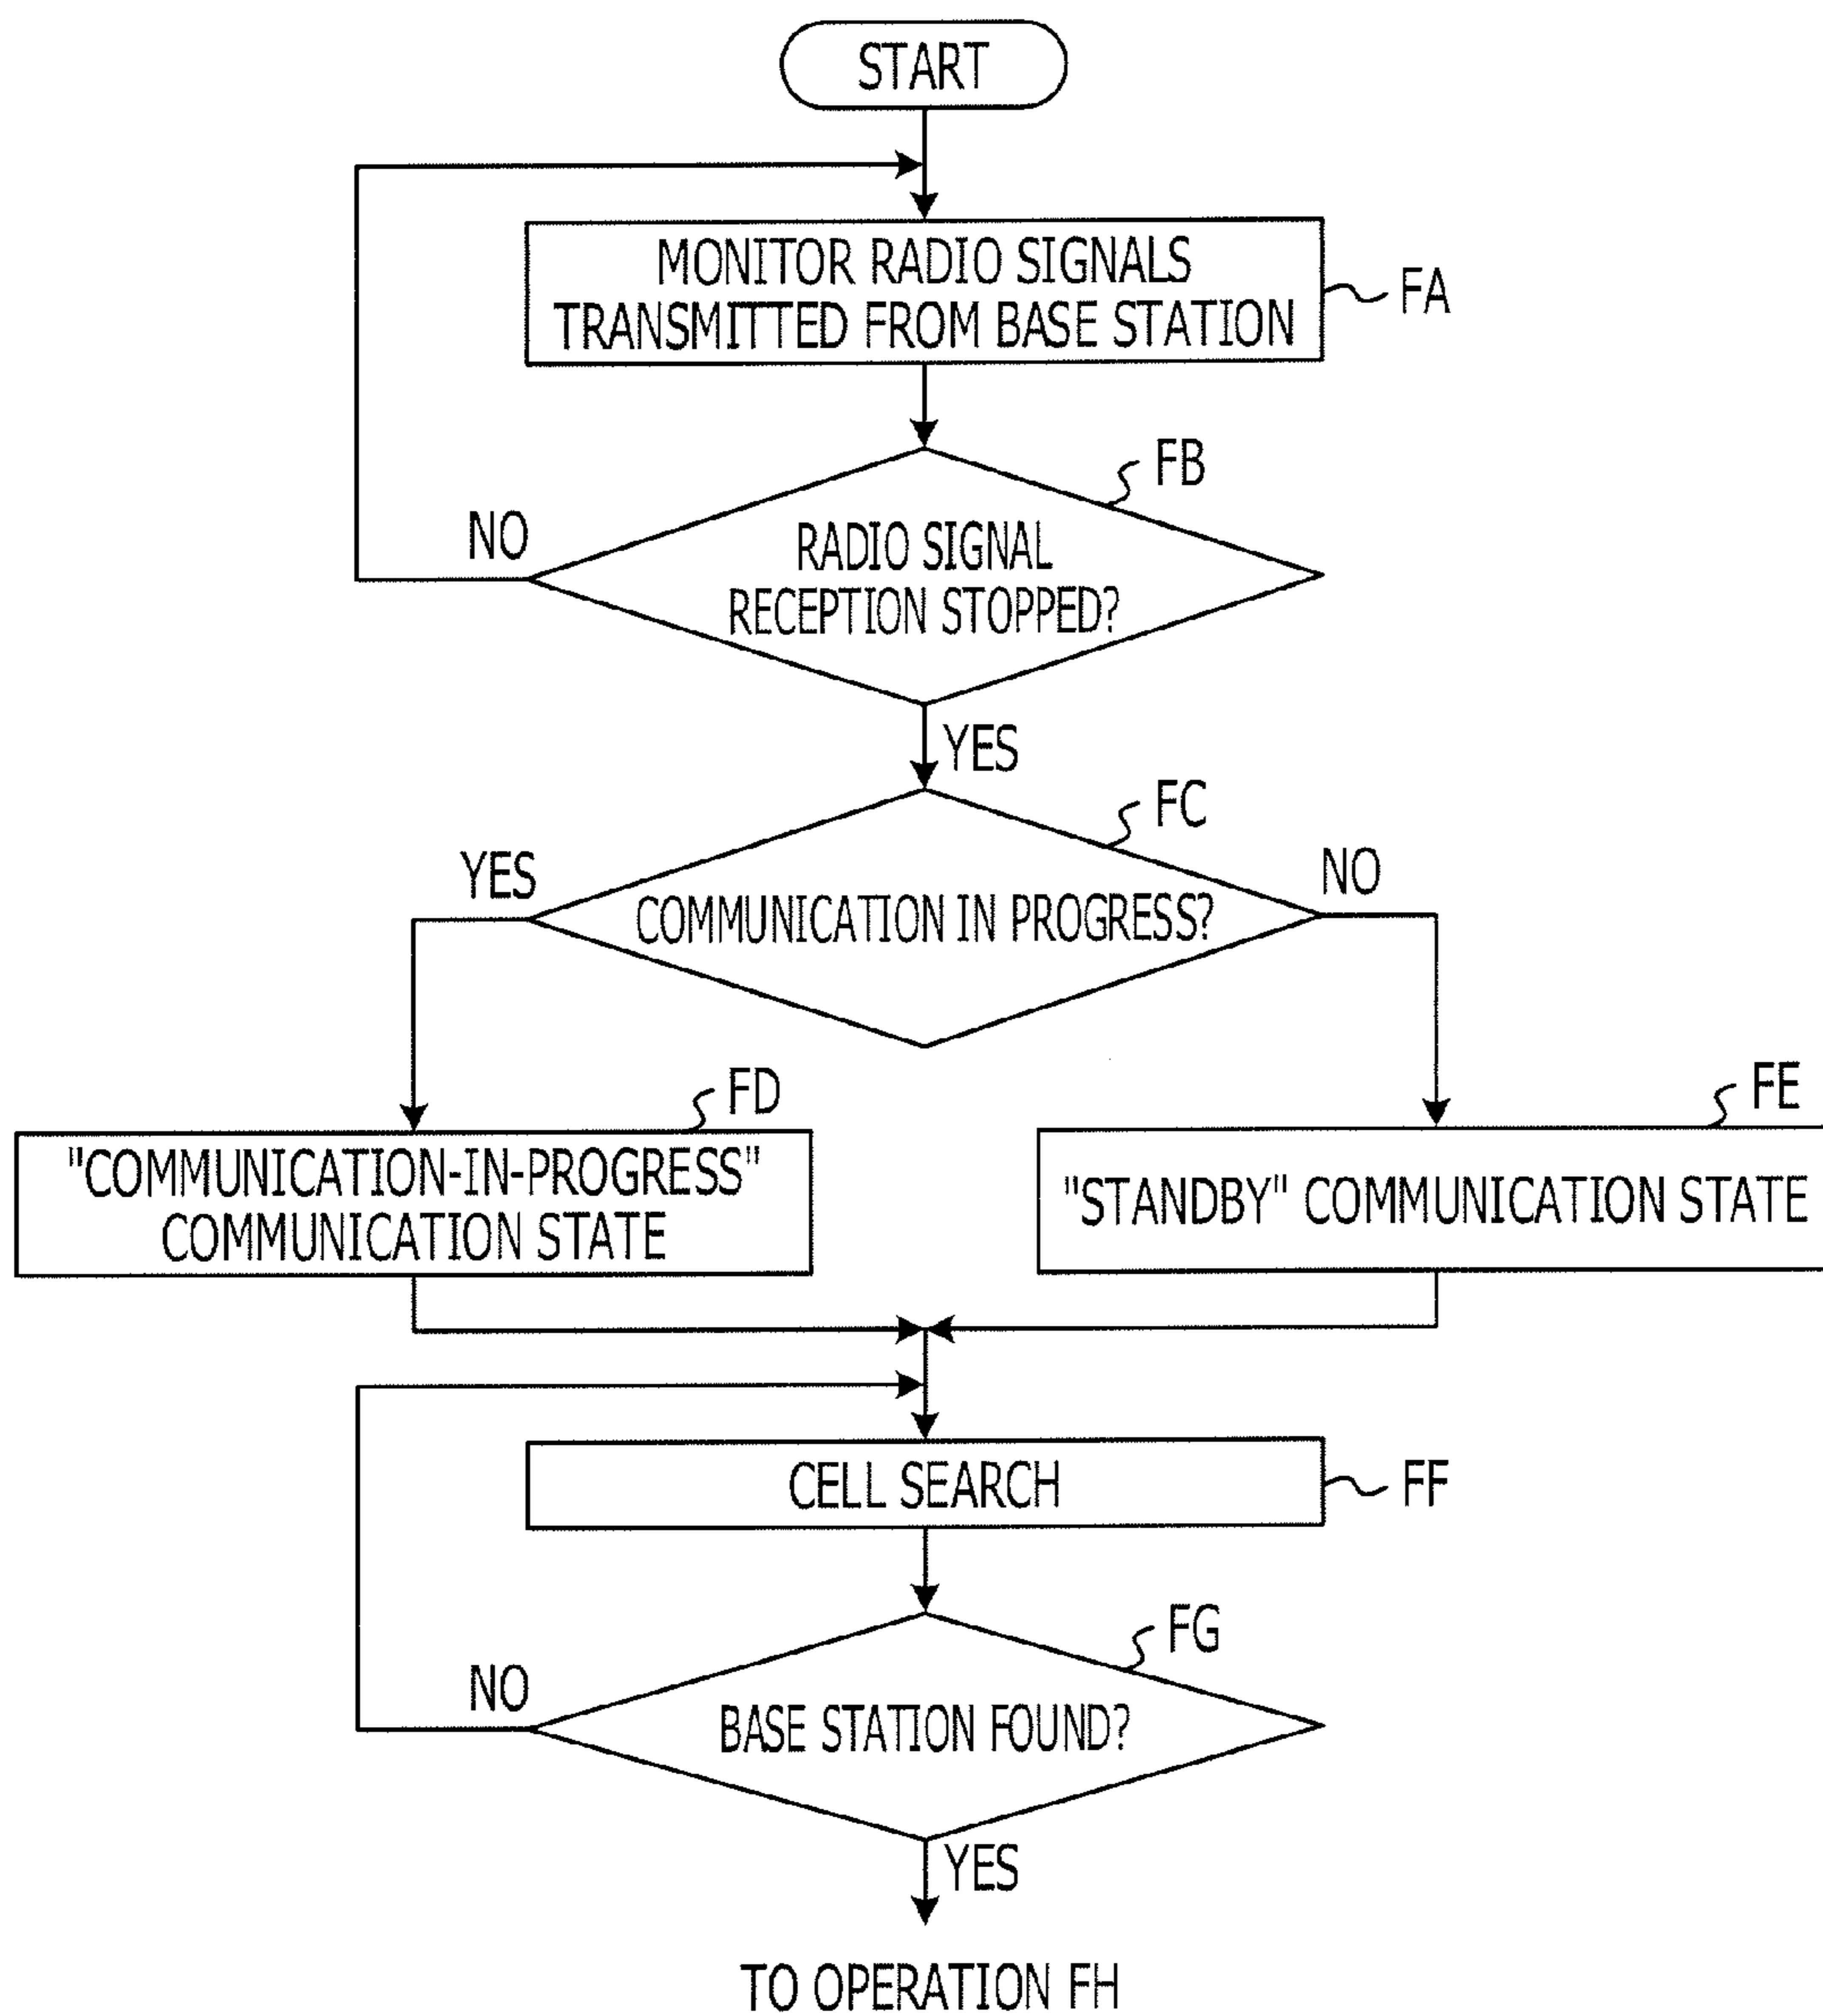 START
MONITOR RADIO SIGNALS
TRANSMITTED FROM BASE STATION
FA
FB
NO
RADIO SIGNAL
RECEPTION STOPPED?
YES
FC
YES
NO
COMMUNICATION IN PROGRESS?
FD
FE
"COMMUNICATION-IN-PROGRESS"
COMMUNICATION STATE
"STANDBY" COMMUNICATION STATE
CELL SEARCH
FF
FG
NO
BASE STATION FOUND?
YES
TO OPERATION FH